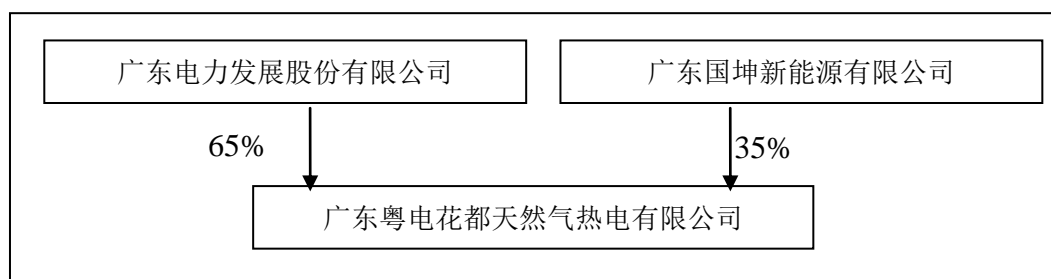 广东电力发展股份有限公司
广东国坤新能源有限公司
65%
35%
广东粤电花都天然气热电有限公司